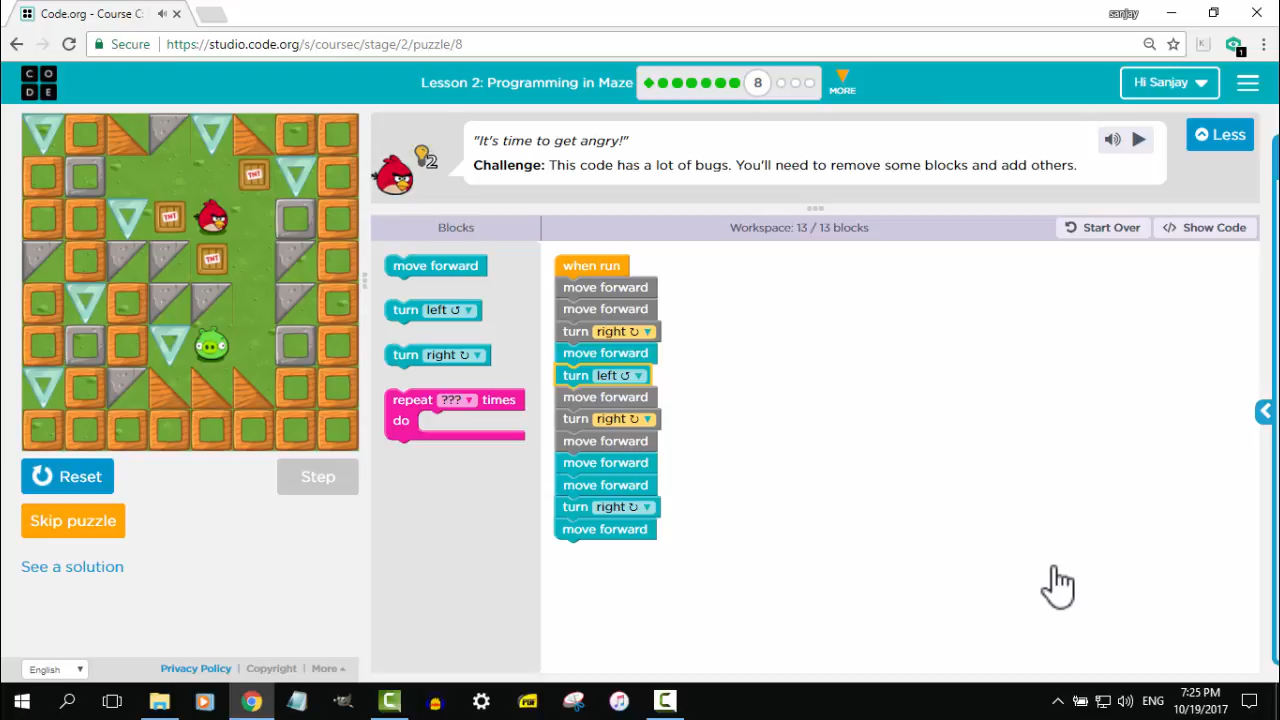 Code.org - Course C:
sanjay
Secure
https://studio.code.org/s/coursec/stage/2/puzzle/8
K
1
C O
D E
Lesson 2: Programming in Maze
8
MORE
Hi Sanjay
2
"It's time to get angry!"
Challenge: This code has a lot of bugs. You'll need to remove some blocks and add others.
Less
TNT
TNT
TNT
Reset
Step
Skip puzzle
See a solution
Blocks
move forward
turn left ↺
turn right ↻
repeat ??? times
do
Workspace: 13 / 13 blocks
Start Over
</> Show Code
when run
move forward
move forward
turn right ↻
move forward
turn left ↺
move forward
turn right ↻
move forward
move forward
move forward
turn right ↻
move forward
English
Privacy Policy
Copyright
More
ENG
7:25 PM
10/19/2017